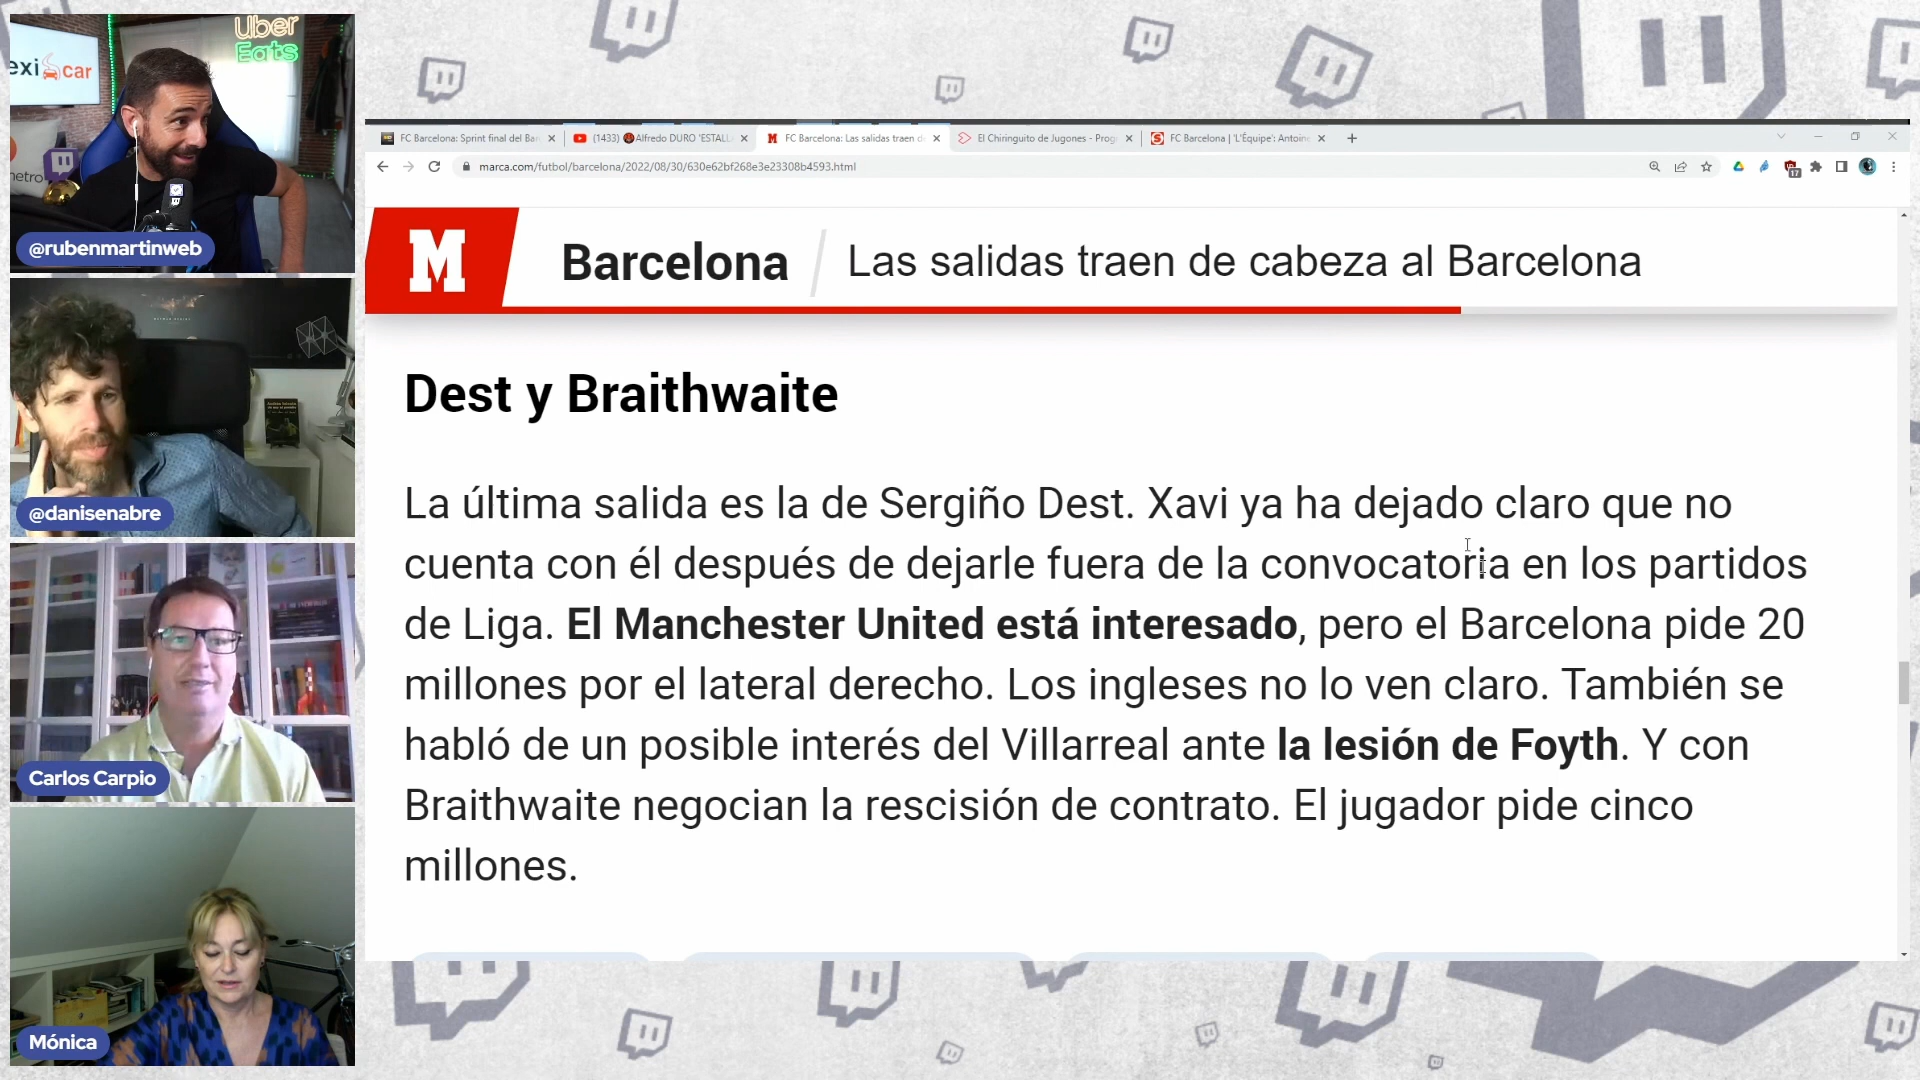 Uber
Eats
exi car
@rubenmartinweb
@danisenabre
Carlos Carpio
Mónica
FC Barcelona: Sprint final del Bar
(1433) Alfredo DURO 'ESTALL
FC Barcelona: Las salidas traen d
El Chiringuito de Jugones - Prog
FC Barcelona | 'L'Équipe': Antoine
marca.com/futbol/barcelona/2022/08/30/630e62bf268e3e23308b4593.html
17
M
Barcelona
Las salidas traen de cabeza al Barcelona
Dest y Braithwaite
La última salida es la de Sergiño Dest. Xavi ya ha dejado claro que no
cuenta con él después de dejarle fuera de la convocatoria en los partidos
de Liga. El Manchester United está interesado, pero el Barcelona pide 20
millones por el lateral derecho. Los ingleses no lo ven claro. También se
habló de un posible interés del Villarreal ante la lesión de Foyth. Y con
Braithwaite negocian la rescisión de contrato. El jugador pide cinco
millones.